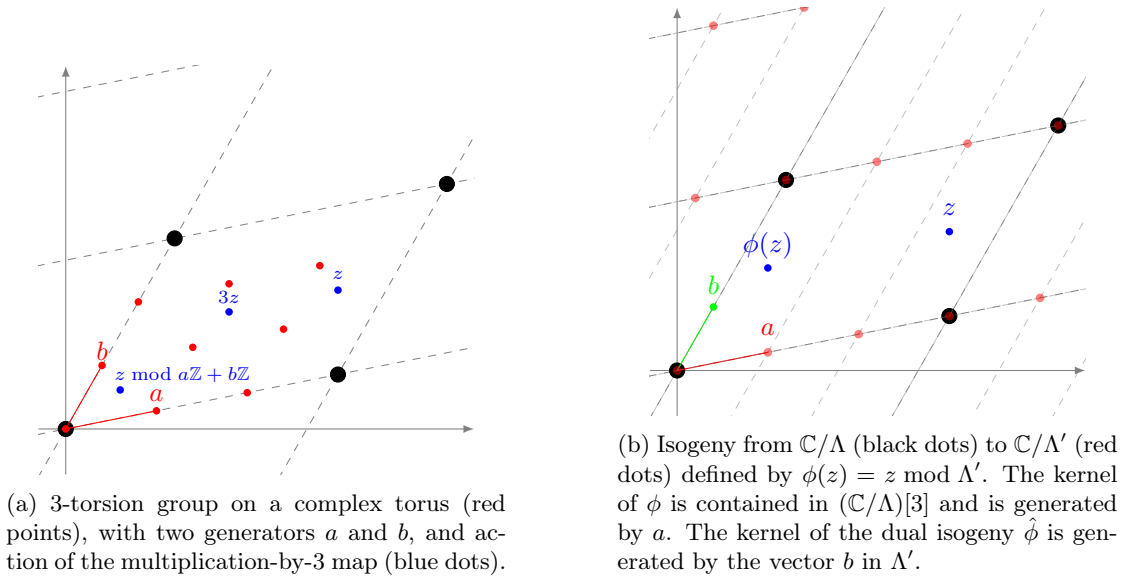 z
3z
b
z mod aℤ + bℤ
a
(a) 3-torsion group on a complex torus (red
points), with two generators a and b, and ac-
tion of the multiplication-by-3 map (blue dots).
z
ϕ(z)
b
a
(b) Isogeny from ℂ/Λ (black dots) to ℂ/Λ′ (red
dots) defined by ϕ(z) = z mod Λ′. The kernel
of ϕ is contained in (ℂ/Λ)[3] and is generated
by a. The kernel of the dual isogeny ϕ̂ is gen-
erated by the vector b in Λ′.